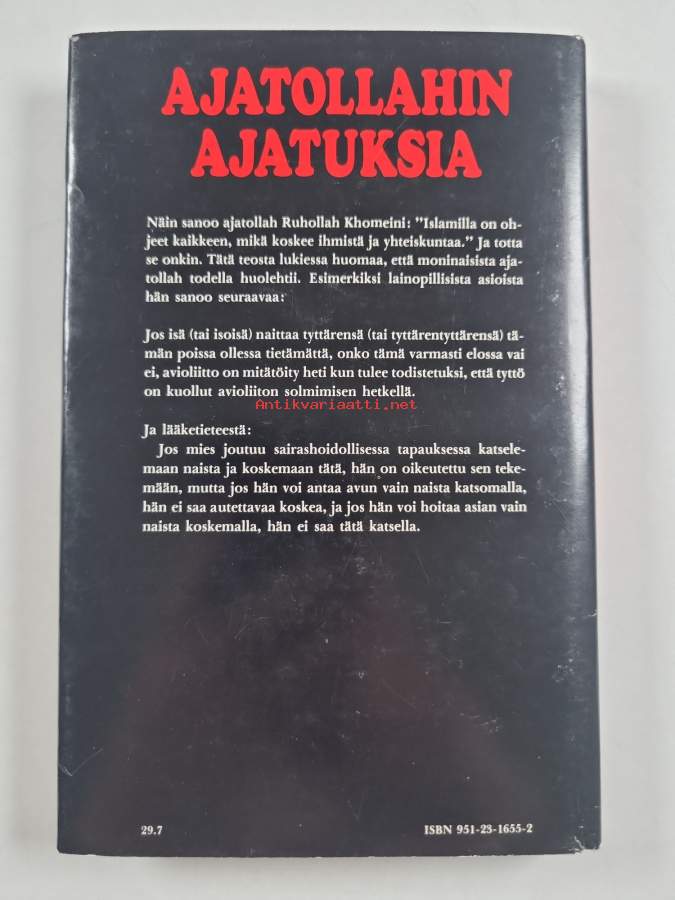 AJATOLLAHIN
AJATUKSIA
Näin sanoo ajatollah Ruhollah Khomeini: ”Islamilla on oh-
jeet kaikkeen, mikä koskee ihmistä ja yhteiskuntaa.” Ja totta
se onkin. Tätä teosta lukiessa huomaa, että moninaisista aja-
tollah todella huolehtii. Esimerkiksi lainopillisista asioista
hän sanoo seuraavaa:
Jos isä (tai isoisä) naittaa tyttärensä (tai tyttärentyttärensä) tä-
män poissa ollessa tietämättä, onko tämä varmasti elossa vai
ei, avioliitto on mitätöity heti kun tulee todistetuksi, että tyttö
on kuollut avioliiton solmimisen hetkellä.
Antikvariaatti.net
Ja lääketieteestä:
Jos mies joutuu sairashoidollisessa tapauksessa katsele-
maan naista ja koskemaan tätä, hän on oikeutettu sen teke-
mään, mutta jos hän voi antaa avun vain naista katsomalla,
hän ei saa autettavaa koskea, ja jos hän voi hoitaa asian vain
naista koskemalla, hän ei saa tätä katsella.
29.7
ISBN 951-23-1655-2